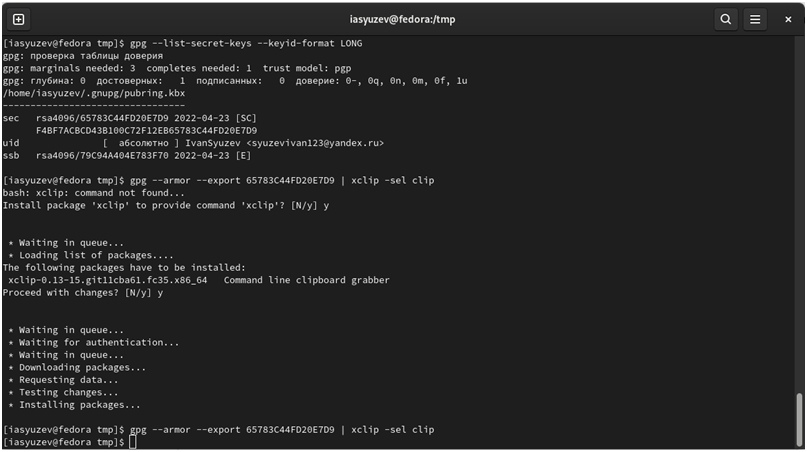 iasyuzev@fedora:/tmp
[iasyuzev@fedora tmp]$ gpg --list-secret-keys --keyid-format LONG
gpg: проверка таблицы доверия
gpg: marginals needed: 3  completes needed: 1  trust model: pgp
gpg: глубина: 0  достоверных:   1  подписанных:   0  доверие: 0-, 0q, 0n, 0m, 0f, 1u
/home/iasyuzev/.gnupg/pubring.kbx
---------------------------------
sec   rsa4096/65783C44FD20E7D9 2022-04-23 [SC]
      F4BF7ACBCD43B100C72F12EB65783C44FD20E7D9
uid              [  абсолютно ] IvanSyuzev <syuzevivan123@yandex.ru>
ssb   rsa4096/79C94A404E783F70 2022-04-23 [E]
[iasyuzev@fedora tmp]$ gpg --armor --export 65783C44FD20E7D9 | xclip -sel clip
bash: xclip: command not found...
Install package 'xclip' to provide command 'xclip'? [N/y] y
 * Waiting in queue...
 * Loading list of packages....
The following packages have to be installed:
 xclip-0.13-15.git11cba61.fc35.x86_64   Command line clipboard grabber
Proceed with changes? [N/y] y
 * Waiting in queue...
 * Waiting for authentication...
 * Waiting in queue...
 * Downloading packages...
 * Requesting data...
 * Testing changes...
 * Installing packages...
[iasyuzev@fedora tmp]$ gpg --armor --export 65783C44FD20E7D9 | xclip -sel clip
[iasyuzev@fedora tmp]$